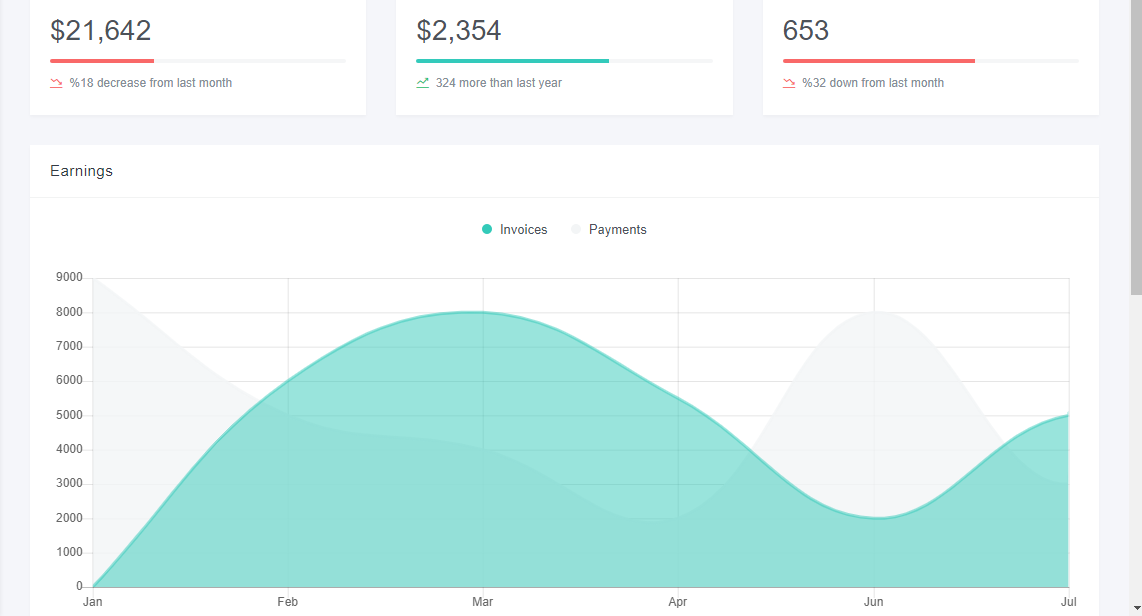 $21,642
$2,354
653
%18 decrease from last month
324 more than last year
%32 down from last month
Earnings
Invoices
Payments
9000
8000
7000
6000
5000
4000
3000
2000
1000
0
Jan Feb Mar Apr Jun Jul